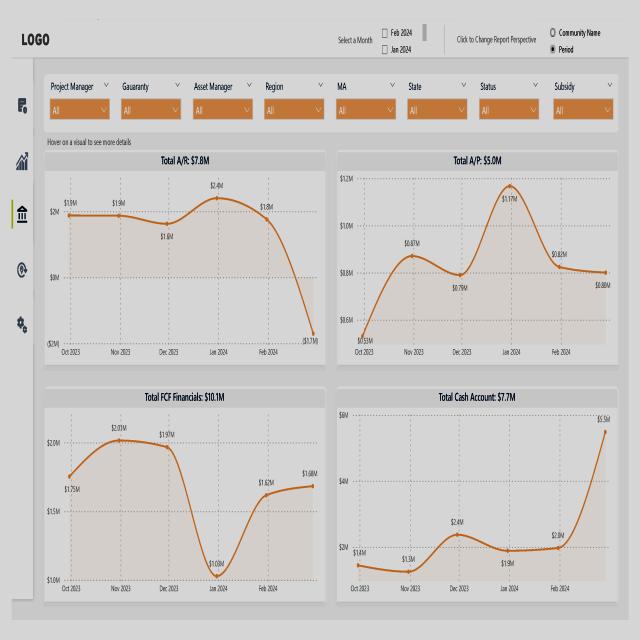 LOGO
Select a Month
Feb 2024
Jan 2024
Click to Change Report Perspective
Community Name
Period
Project Manager
Gauaranty
Asset Manager
Region
MA
State
Status
Subsidy
All
All
All
All
All
All
All
All
Hover on a visual to see more details
Total A/R: $7.8M
$2M
$0M
($2M)
$1.9M
$1.9M
$1.6M
$2.4M
$1.8M
($1.7M)
Oct 2023
Nov 2023
Dec 2023
Jan 2024
Feb 2024
Total A/P: $5.0M
$1.2M
$1.0M
$0.8M
$0.6M
$0.53M
$0.87M
$0.79M
$1.17M
$0.82M
$0.80M
Oct 2023
Nov 2023
Dec 2023
Jan 2024
Feb 2024
Total FCF Financials: $10.1M
$2.0M
$1.5M
$1.0M
$1.75M
$2.01M
$1.97M
$1.03M
$1.62M
$1.68M
Oct 2023
Nov 2023
Dec 2023
Jan 2024
Feb 2024
Total Cash Account: $7.7M
$6M
$4M
$2M
$1.4M
$1.3M
$2.4M
$1.9M
$2.0M
$5.5M
Oct 2023
Nov 2023
Dec 2023
Jan 2024
Feb 2024